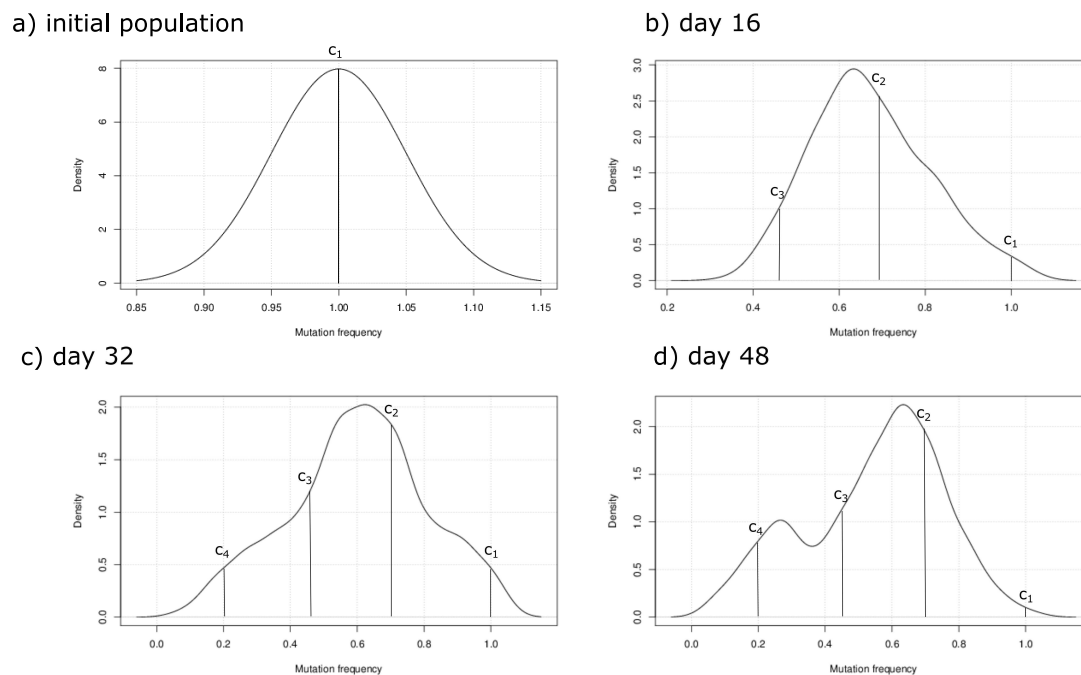 a) initial population
C1
8
6
4
2
0
Density
0.85 0.90 0.95 1.00 1.05 1.10 1.15
Mutation frequency
b) day 16
C2
C3
C1
3.0
2.5
2.0
1.5
1.0
0.5
0.0
Density
0.2 0.4 0.6 0.8 1.0
Mutation frequency
c) day 32
C2
C3
C4
C1
2.0
1.5
1.0
0.5
0.0
Density
0.0 0.2 0.4 0.6 0.8 1.0
Mutation frequency
d) day 48
C2
C3
C4
C1
2.0
1.5
1.0
0.5
0.0
Density
0.0 0.2 0.4 0.6 0.8 1.0
Mutation frequency